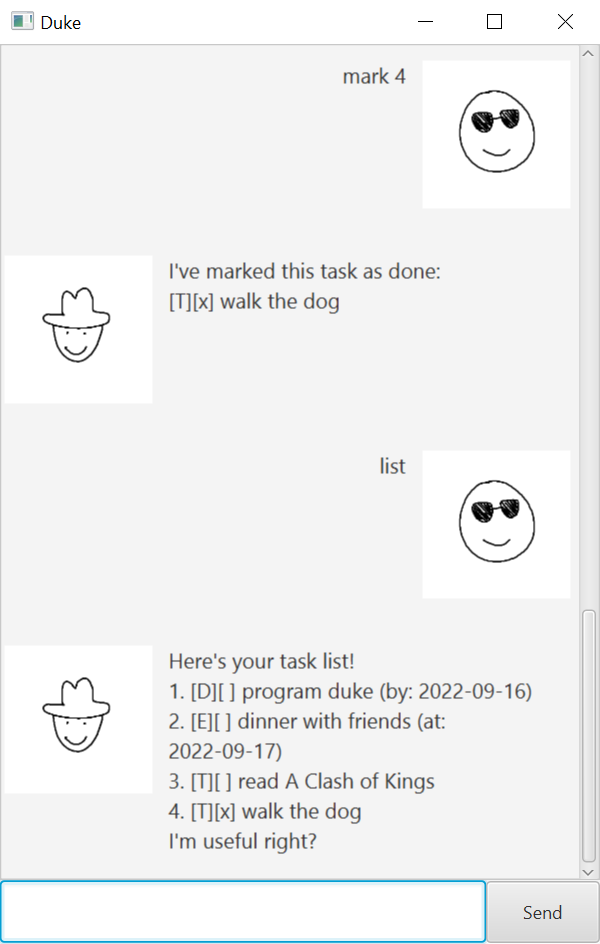 Duke
mark 4
I've marked this task as done:
[T][x] walk the dog
list
Here's your task list!
1. [D][ ] program duke (by: 2022-09-16)
2. [E][ ] dinner with friends (at:
2022-09-17)
3. [T][ ] read A Clash of Kings
4. [T][x] walk the dog
I'm useful right?
Send